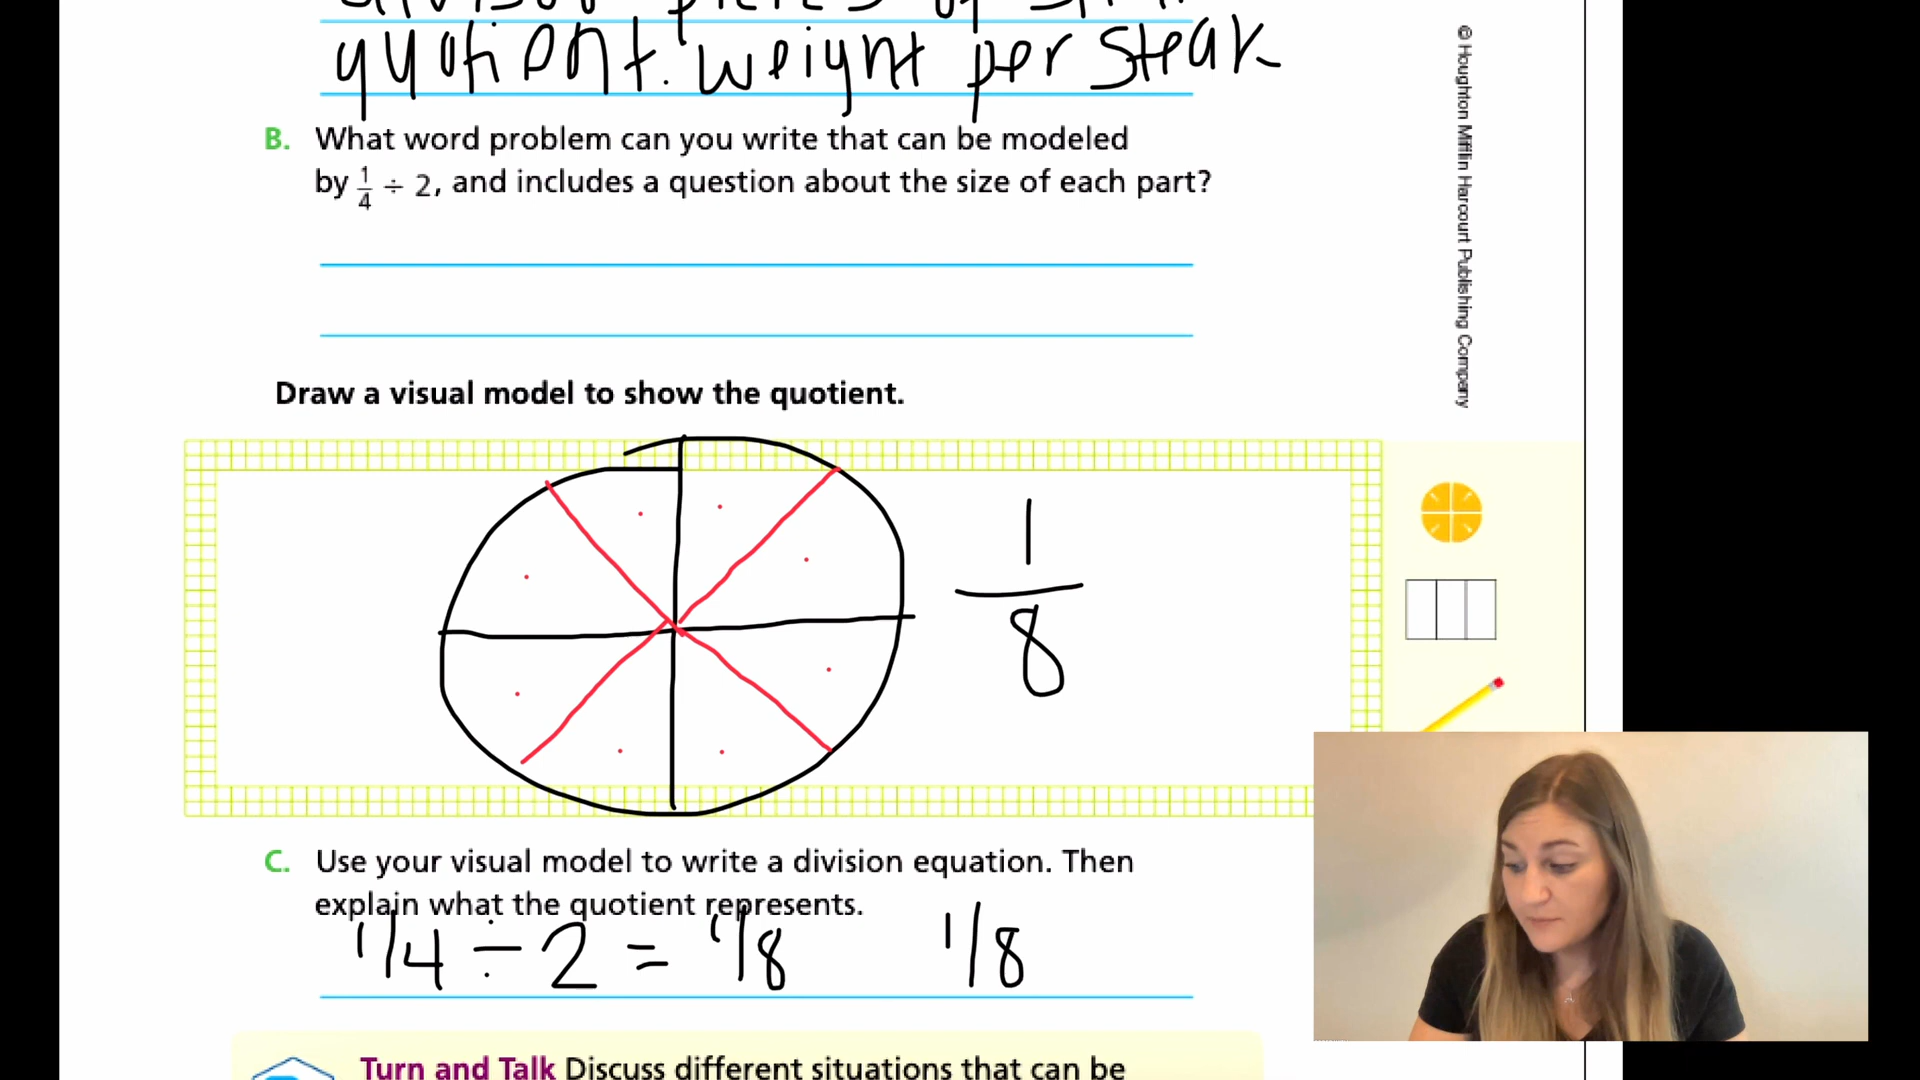 quotient. weight per steak
© Houghton Mifflin Harcourt Publishing Company
B. What word problem can you write that can be modeled
by 1/4 ÷ 2, and includes a question about the size of each part?
Draw a visual model to show the quotient.
1
8
C. Use your visual model to write a division equation. Then
explain what the quotient represents.
1/4 ÷ 2 = 1/8 1/8
Turn and Talk Discuss different situations that can be